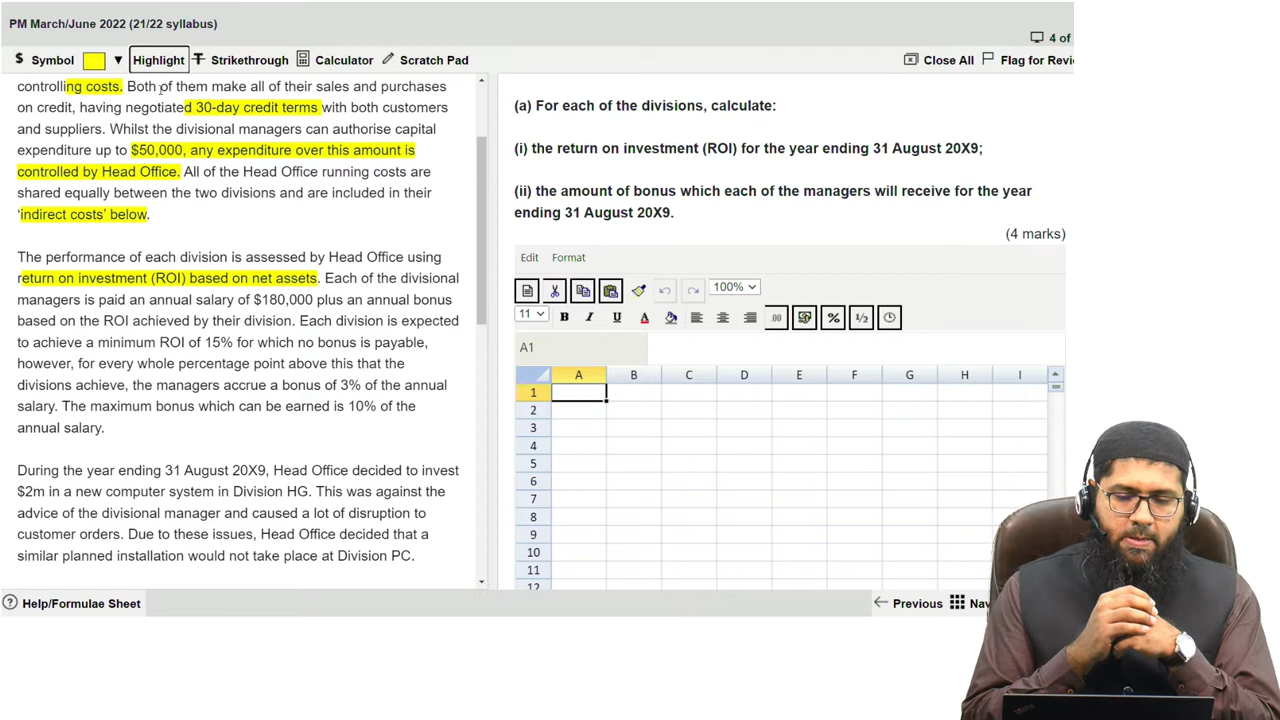 PM March/June 2022 (21/22 syllabus)
4 of
$ Symbol Highlight Strikethrough Calculator Scratch Pad Close All
controlling costs. Both of them make all of their sales and purchases
on credit, having negotiated 30-day credit terms with both customers
and suppliers. Whilst the divisional managers can authorise capital
expenditure up to $50,000, any expenditure over this amount is
controlled by Head Office. All of the Head Office running costs are
shared equally between the two divisions and are included in their
‘indirect costs’ below.
The performance of each division is assessed by Head Office using
return on investment (ROI) based on net assets. Each of the divisional
managers is paid an annual salary of $180,000 plus an annual bonus
based on the ROI achieved by their division. Each division is expected
to achieve a minimum ROI of 15% for which no bonus is payable,
however, for every whole percentage point above this that the
divisions achieve, the managers accrue a bonus of 3% of the annual
salary. The maximum bonus which can be earned is 10% of the
annual salary.
During the year ending 31 August 20X9, Head Office decided to invest
$2m in a new computer system in Division HG. This was against the
advice of the divisional manager and caused a lot of disruption to
customer orders. Due to these issues, Head Office decided that a
similar planned installation would not take place at Division PC.
(a) For each of the divisions, calculate:
(i) the return on investment (ROI) for the year ending 31 August 20X9;
(ii) the amount of bonus which each of the managers will receive for the year
ending 31 August 20X9.
(4 marks)
Edit Format
100%
11 B I U A .00 % 1/2
A1
A B C D E F G H I
1
2
3
4
5
6
7
8
9
10
11
12
Help/Formulae Sheet Previous
Flag for